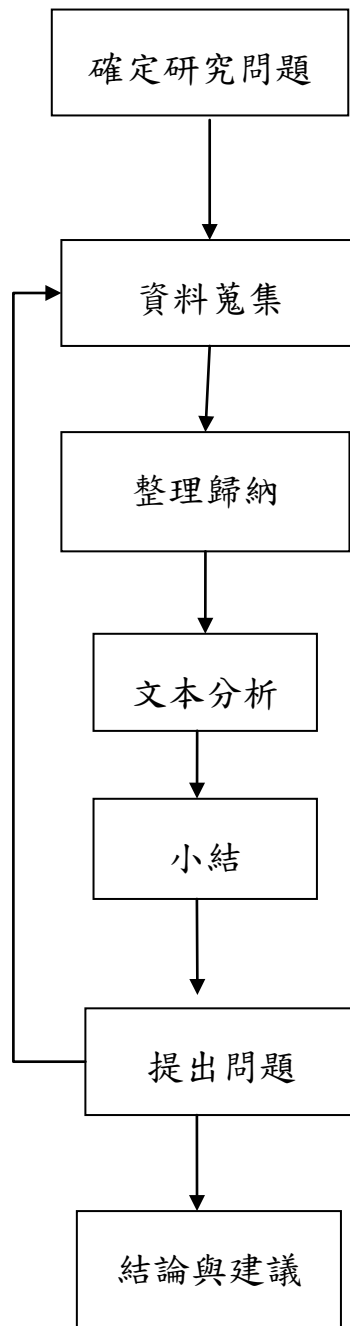 確定研究問題
資料蒐集
整理歸納
文本分析
小結
提出問題
結論與建議